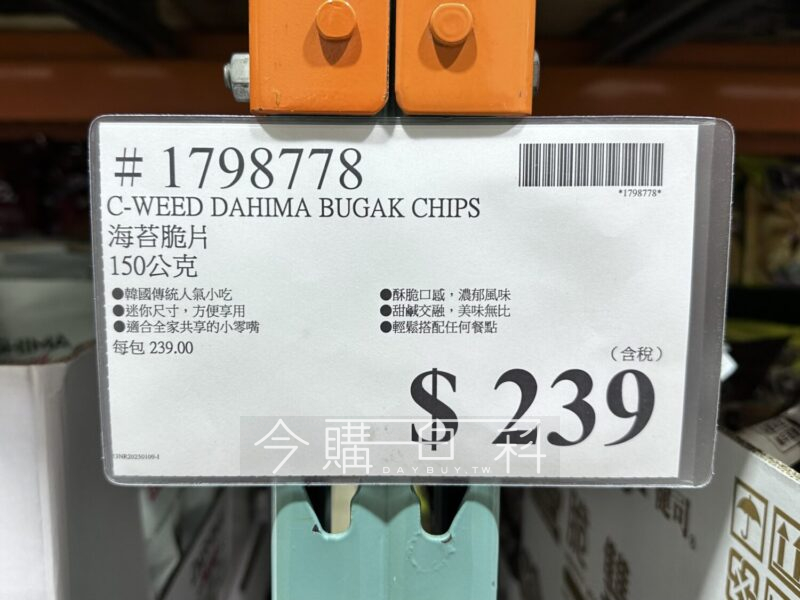 # 1798778
*1798778*
C-WEED DAHIMA BUGAK CHIPS
海苔脆片
150公克
●韓國傳統人氣小吃
●迷你尺寸，方便享用
●適合全家共享的小零嘴
●酥脆口感，濃郁風味
●甜鹹交融，美味無比
●輕鬆搭配任何餐點
每包 239.00
（含稅）
$ 239
今購百科
DAYBUY.TW